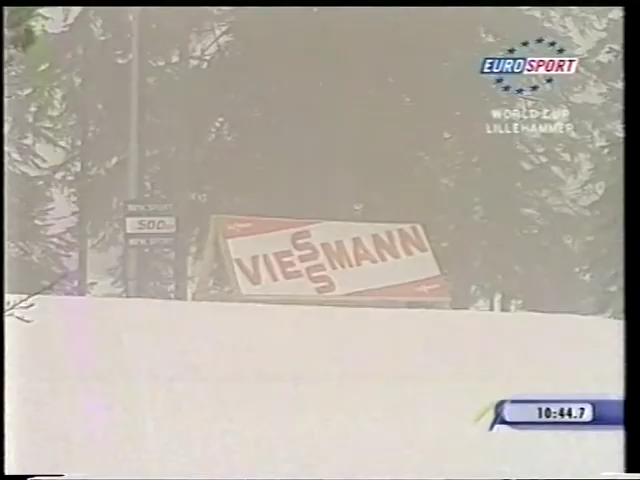 EUROSPORT
WORLD CUP
LILLEHAMMER
500
VIESSMANN
10:44.7